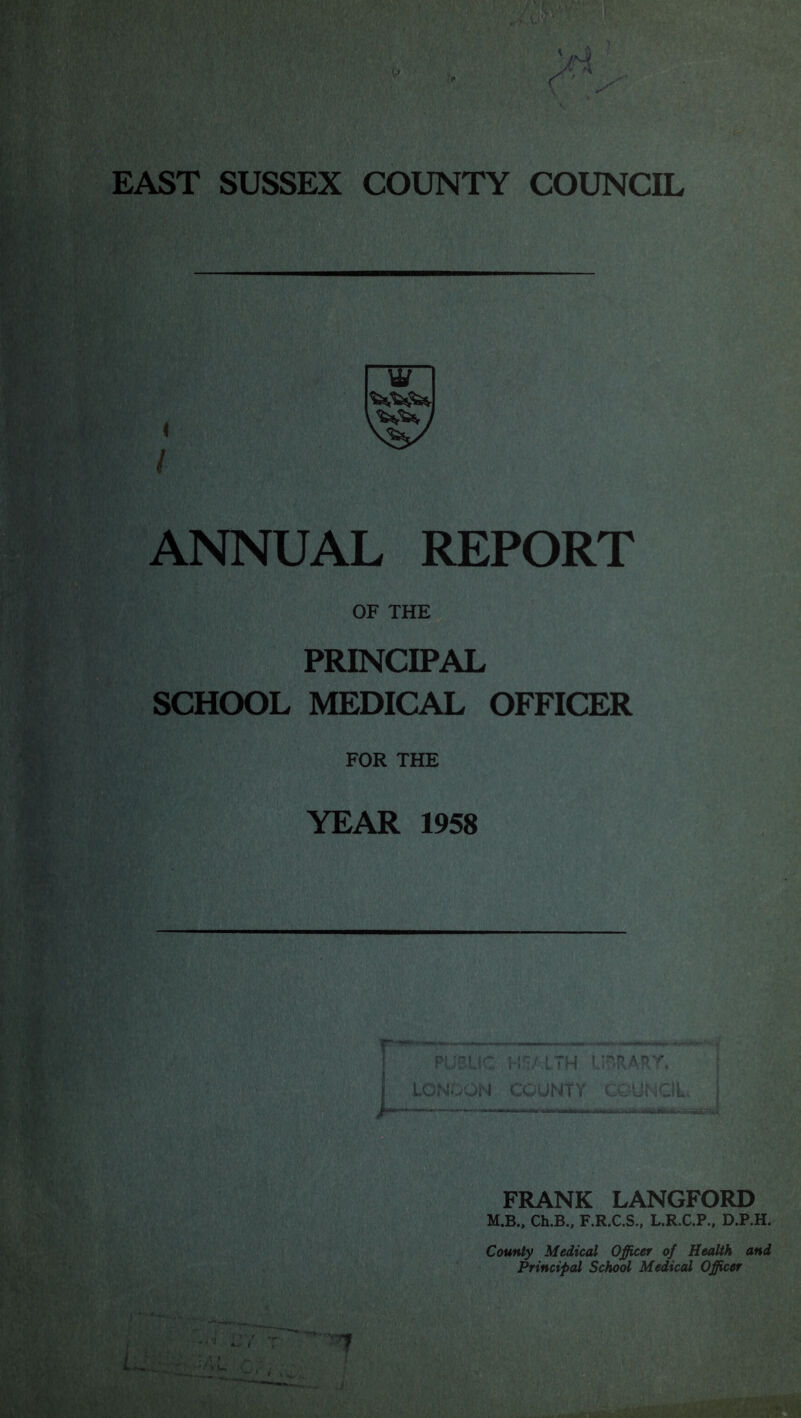 EAST SUSSEX COUNTY COUNCIL
ANNUAL REPORT
OF THE
PRINCIPAL
SCHOOL MEDICAL OFFICER
FOR THE
YEAR 1958
PUBLIC HEALTH LIBRARY.
LONDON COUNTY COUNCIL.
FRANK LANGFORD
M.B., Ch.B., F.R.C.S., L.R.C.P., D.P.H.
County Medical Officer of Health and
Principal School Medical Officer